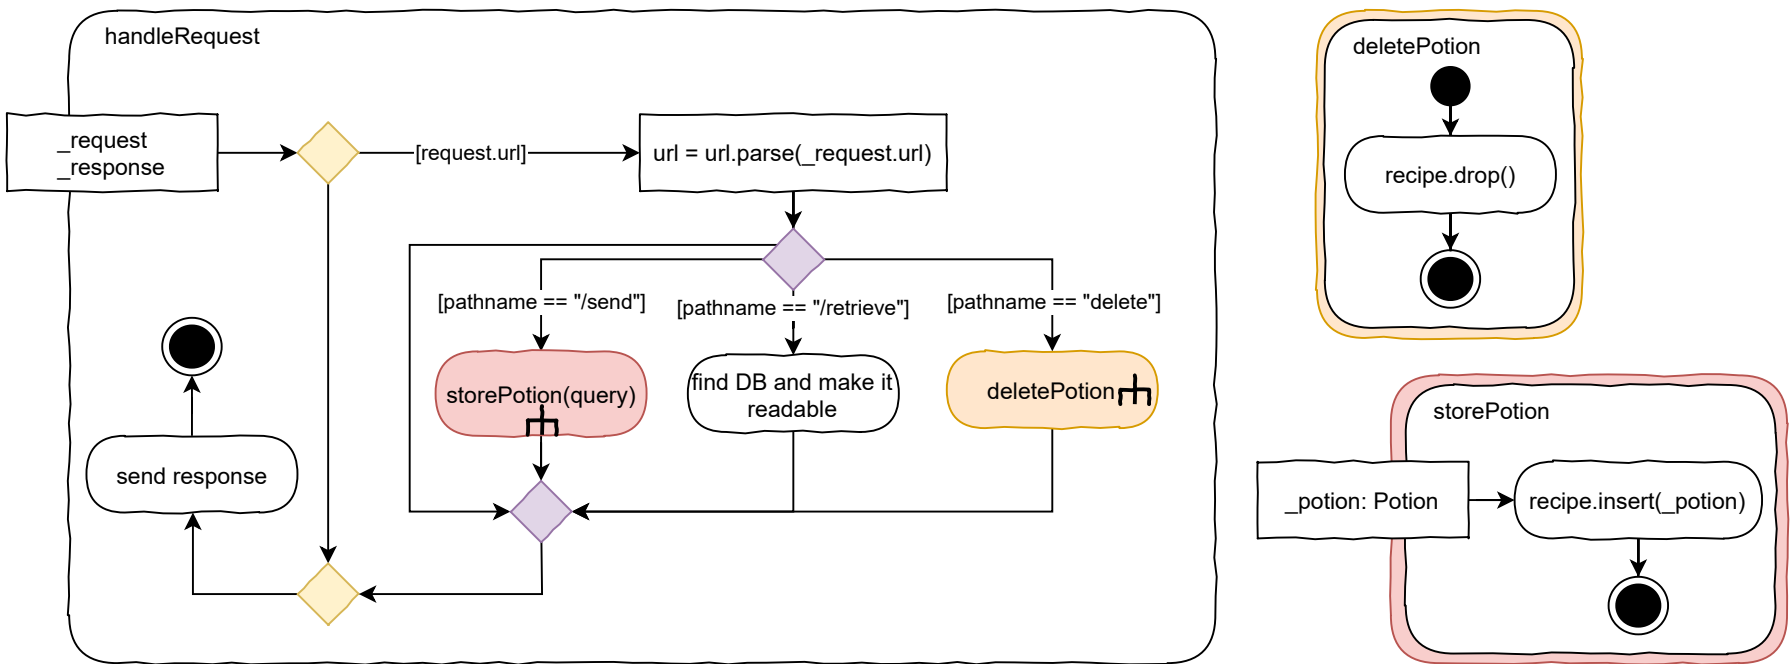 handleRequest
_request
_response
[request.url]
url = url.parse(_request.url)
[pathname == "/send"]
[pathname == "/retrieve"]
[pathname == "delete"]
storePotion(query)
find DB and make it
readable
deletePotion
send response
deletePotion
recipe.drop()
storePotion
_potion: Potion
recipe.insert(_potion)